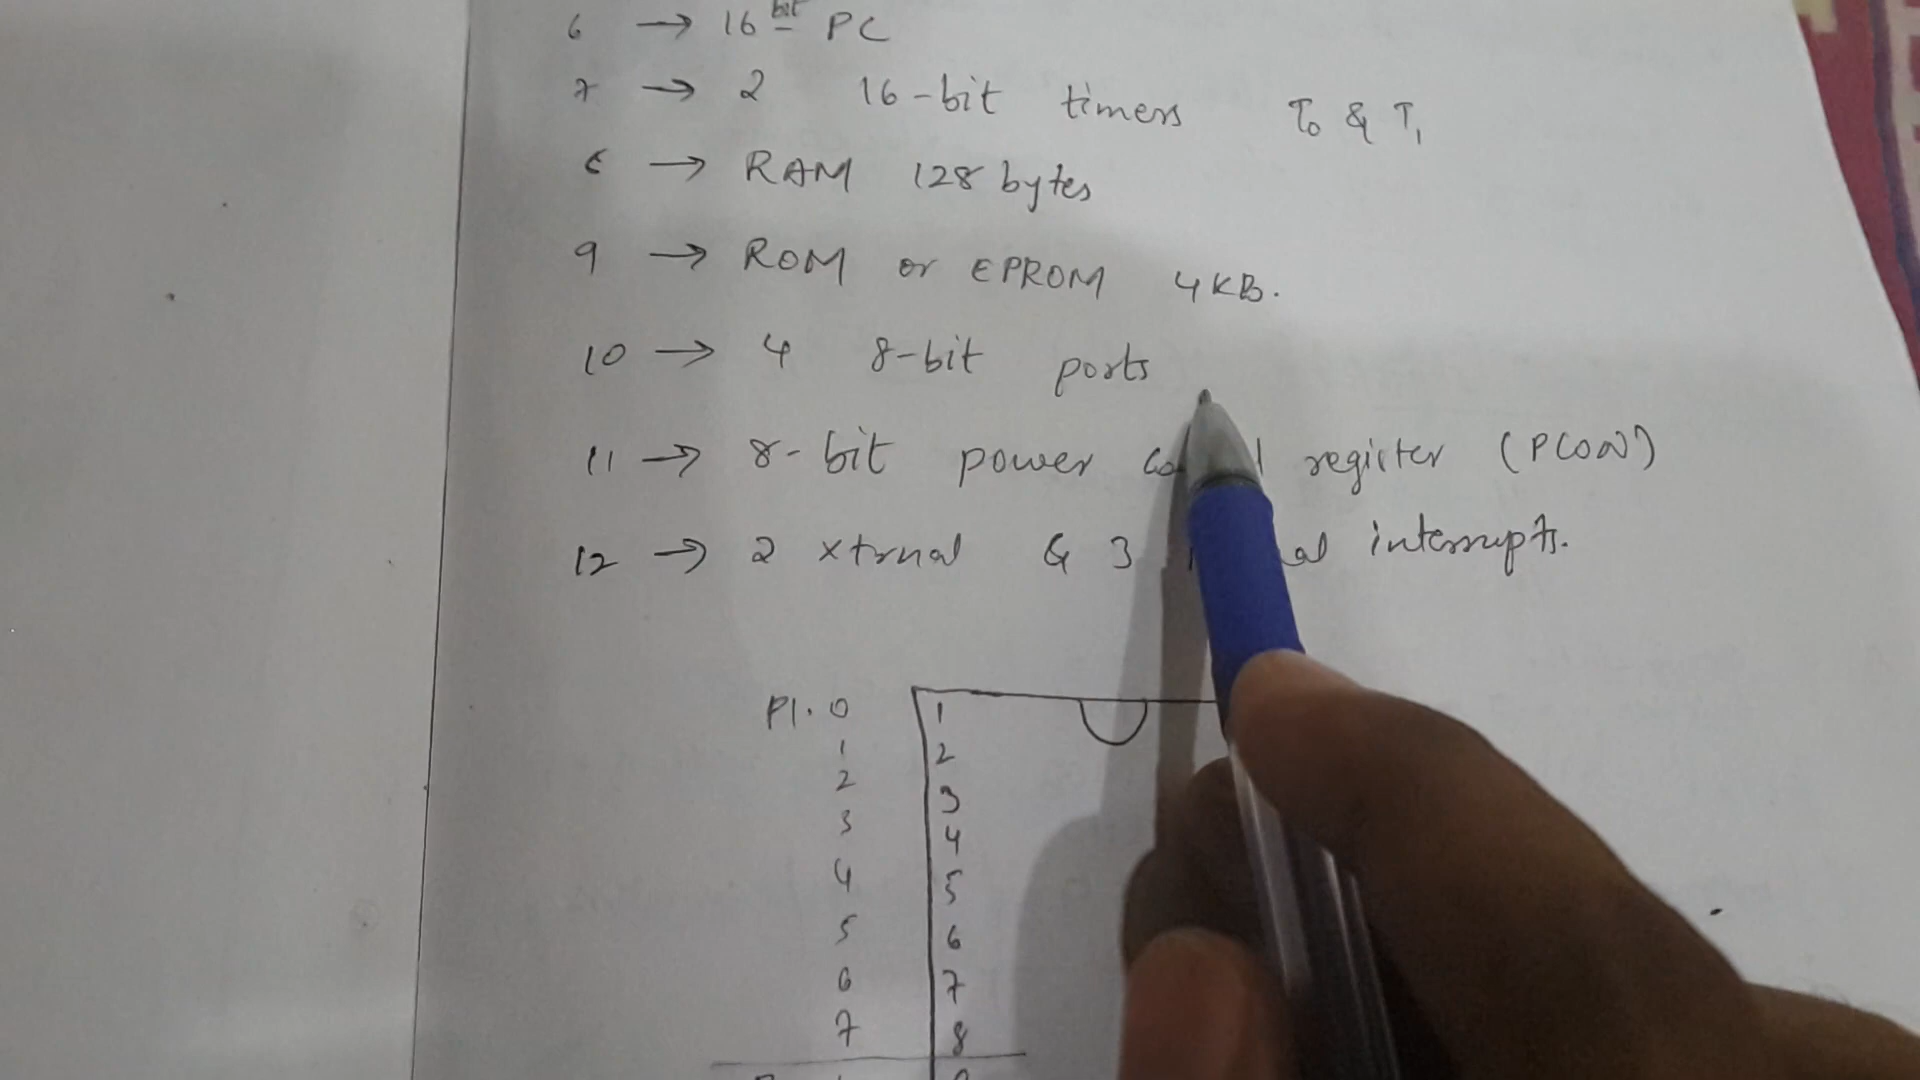 6 → 16 bit PC
7 → 2 16-bit timers T0 & T1
→ RAM 128 bytes
9 → ROM or EPROM 4KB.
10 → 4 8-bit ports
11 → 8-bit power register (PCON)
12 → 2 xtrnal & 3 interrupts.
P1.0 1
1 2
2 3
3 4
4 5
5 6
6 7
7 8